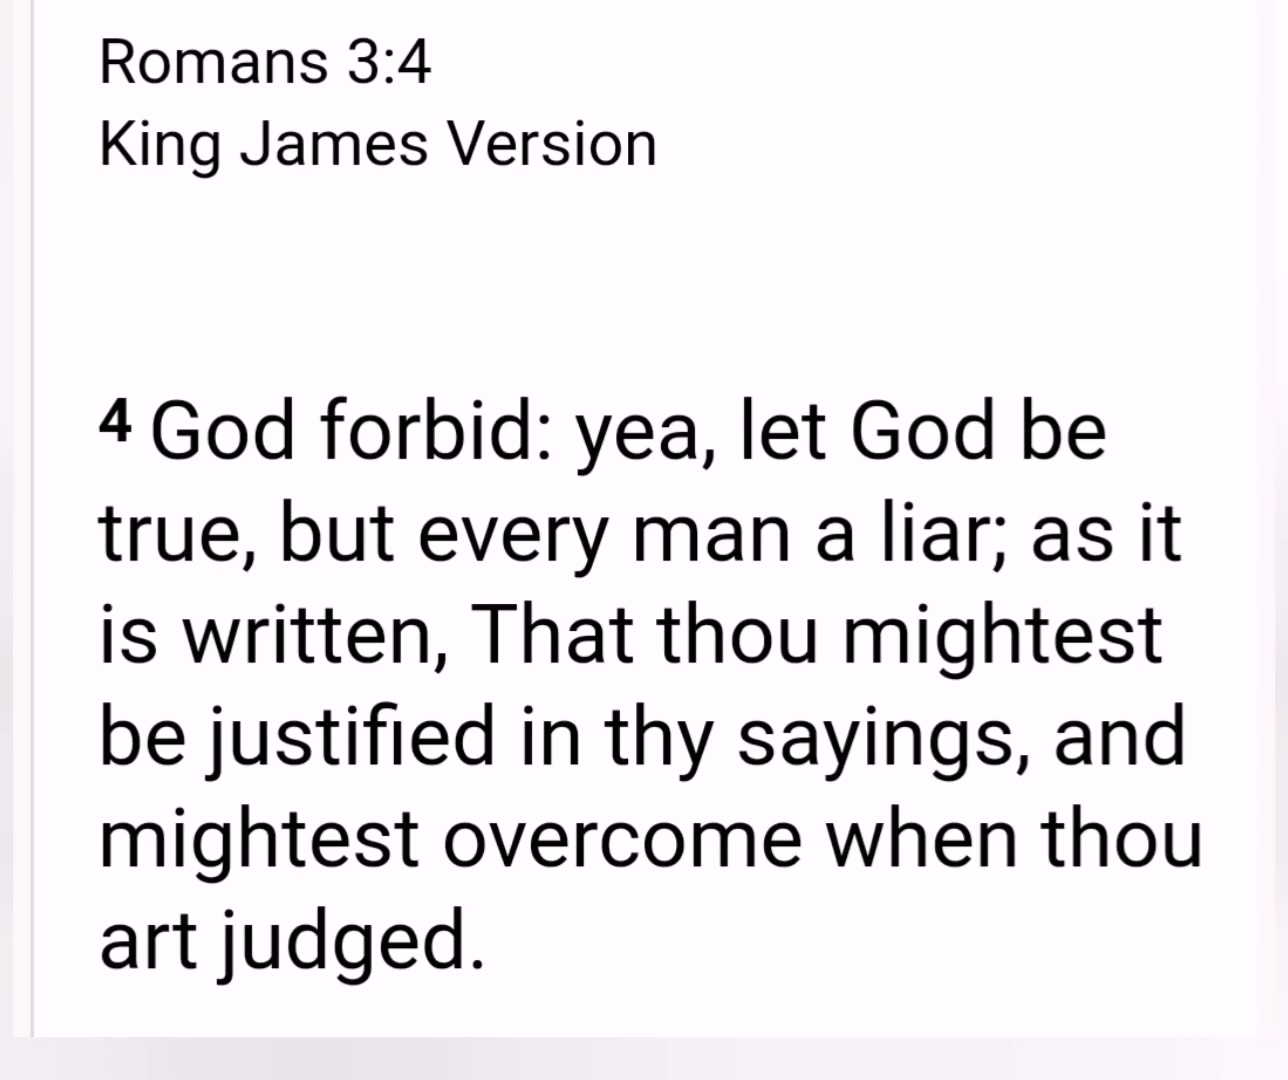 Romans 3:4
King James Version
4 God forbid: yea, let God be
true, but every man a liar; as it
is written, That thou mightest
be justified in thy sayings, and
mightest overcome when thou
art judged.